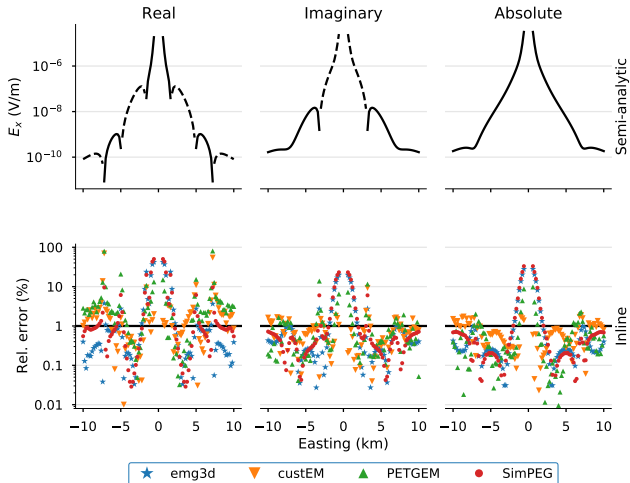 Real Imaginary Absolute
10⁻⁶
10⁻⁸
10⁻¹⁰
Eₓ (V/m)
Semi-analytic
100
10
1
0.1
0.01
Rel. error (%)
Inline
−10 −5 0 5 10 −10 −5 0 5 10 −10 −5 0 5 10
Easting (km)
emg3d custEM PETGEM SimPEG